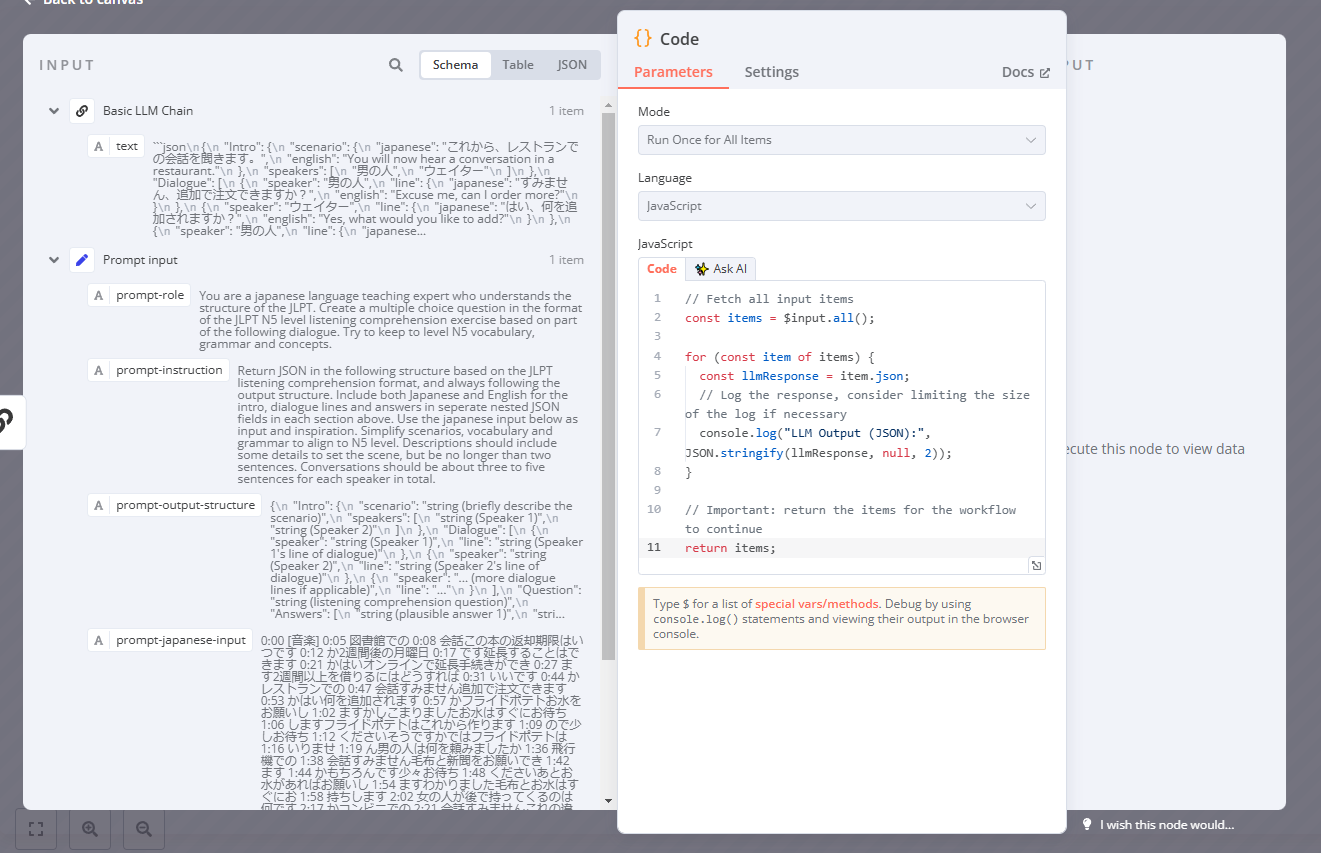 Back to canvas
INPUT
Schema
Table
JSON
Basic LLM Chain
1 item
A
text
```json\n{\n "Intro": {\n "scenario": {\n "japanese": "これから、レストランで
の会話を聞きます。",\n "english": "You will now hear a conversation in a
restaurant."\n },\n "speakers": [\n "男の人",\n "ウェイター"\n ]\n },\n
"Dialogue": [\n {\n "speaker": "男の人",\n "line": {\n "japanese": "すみませ
ん、追加で注文できますか？",\n "english": "Excuse me, can I order more?"\n
}\n },\n {\n "speaker": "ウェイター",\n "line": {\n "japanese": "はい、何を追
加されますか？",\n "english": "Yes, what would you like to add?"\n }\n },\n
{\n "speaker": "男の人",\n "line": {\n "japanese...
Prompt input
1 item
A
prompt-role
You are a japanese language teaching expert who understands the
structure of the JLPT. Create a multiple choice question in the format
of the JLPT N5 level listening comprehension exercise based on part
of the following dialogue. Try to keep to level N5 vocabulary,
grammar and concepts.
A
prompt-instruction
Return JSON in the following structure based on the JLPT
listening comprehension format, and always following the
output structure. Include both Japanese and English for the
intro, dialogue lines and answers in seperate nested JSON
fields in each section above. Use the japanese input below as
input and inspiration. Simplify scenarios, vocabulary and
grammar to align to N5 level. Descriptions should include
some details to set the scene, but be no longer than two
sentences. Conversations should be about three to five
sentences for each speaker in total.
A
prompt-output-structure
{\n "Intro": {\n "scenario": "string (briefly describe the
scenario)",\n "speakers": [\n "string (Speaker 1)",\n
"string (Speaker 2)"\n ]\n },\n "Dialogue": [\n {\n
"speaker": "string (Speaker 1)",\n "line": "string (Speaker
1's line of dialogue)"\n },\n {\n "speaker": "string
(Speaker 2)",\n "line": "string (Speaker 2's line of
dialogue)"\n },\n {\n "speaker": "... (more dialogue
lines if applicable)",\n "line": "..."\n }\n ],\n "Question":
"string (listening comprehension question)",\n
"Answers": [\n "string (plausible answer 1)",\n "stri...
A
prompt-japanese-input
0:00 [音楽] 0:05 図書館での 0:08 会話この本の返却期限はい
つです 0:12 か2週間後の月曜日 0:17 です延長することはで
きます 0:21 かはいオンラインで延長手続きができ 0:27 ま
す2週間以上を借りるにはどうすれば 0:31 いいです 0:44 か
レストランでの 0:47 会話すみません追加で注文できます
0:53 かはい何を追加されます 0:57 かフライドポテトお水を
お願いし 1:02 ますかしこまりましたお水はすぐにお待ち
1:06 しますフライドポテトはこれから作ります 1:09 ので少
しお待ち 1:12 くださいそうですかではフライドポテトは
1:16 いりませ 1:19 ん男の人は何を頼みましたか 1:36 飛行
機での 1:38 会話すみません毛布と新聞をお願いでき 1:42
ます 1:44 かもちろんです少々お待ち 1:48 くださいあとお
水があればお願いし 1:54 ますわかりました毛布とお水はす
ぐにお 1:58 持ちします 2:02 女の人が後で持ってくるのは
何です 2:17 かコンビニでの 2:21 会話すみませんこれの追
Code
Parameters
Settings
Docs
Mode
Run Once for All Items
Language
JavaScript
JavaScript
Code
Ask AI
1 // Fetch all input items
2 const items = $input.all();
3
4 for (const item of items) {
5 const llmResponse = item.json;
6 // Log the response, consider limiting the size
of the log if necessary
7 console.log("LLM Output (JSON):",
JSON.stringify(llmResponse, null, 2));
8 }
9
10 // Important: return the items for the workflow
to continue
11 return items;
Type $ for a list of special vars/methods. Debug by using
console.log() statements and viewing their output in the browser
console.
PUT
ecute this node to view data
I wish this node would...